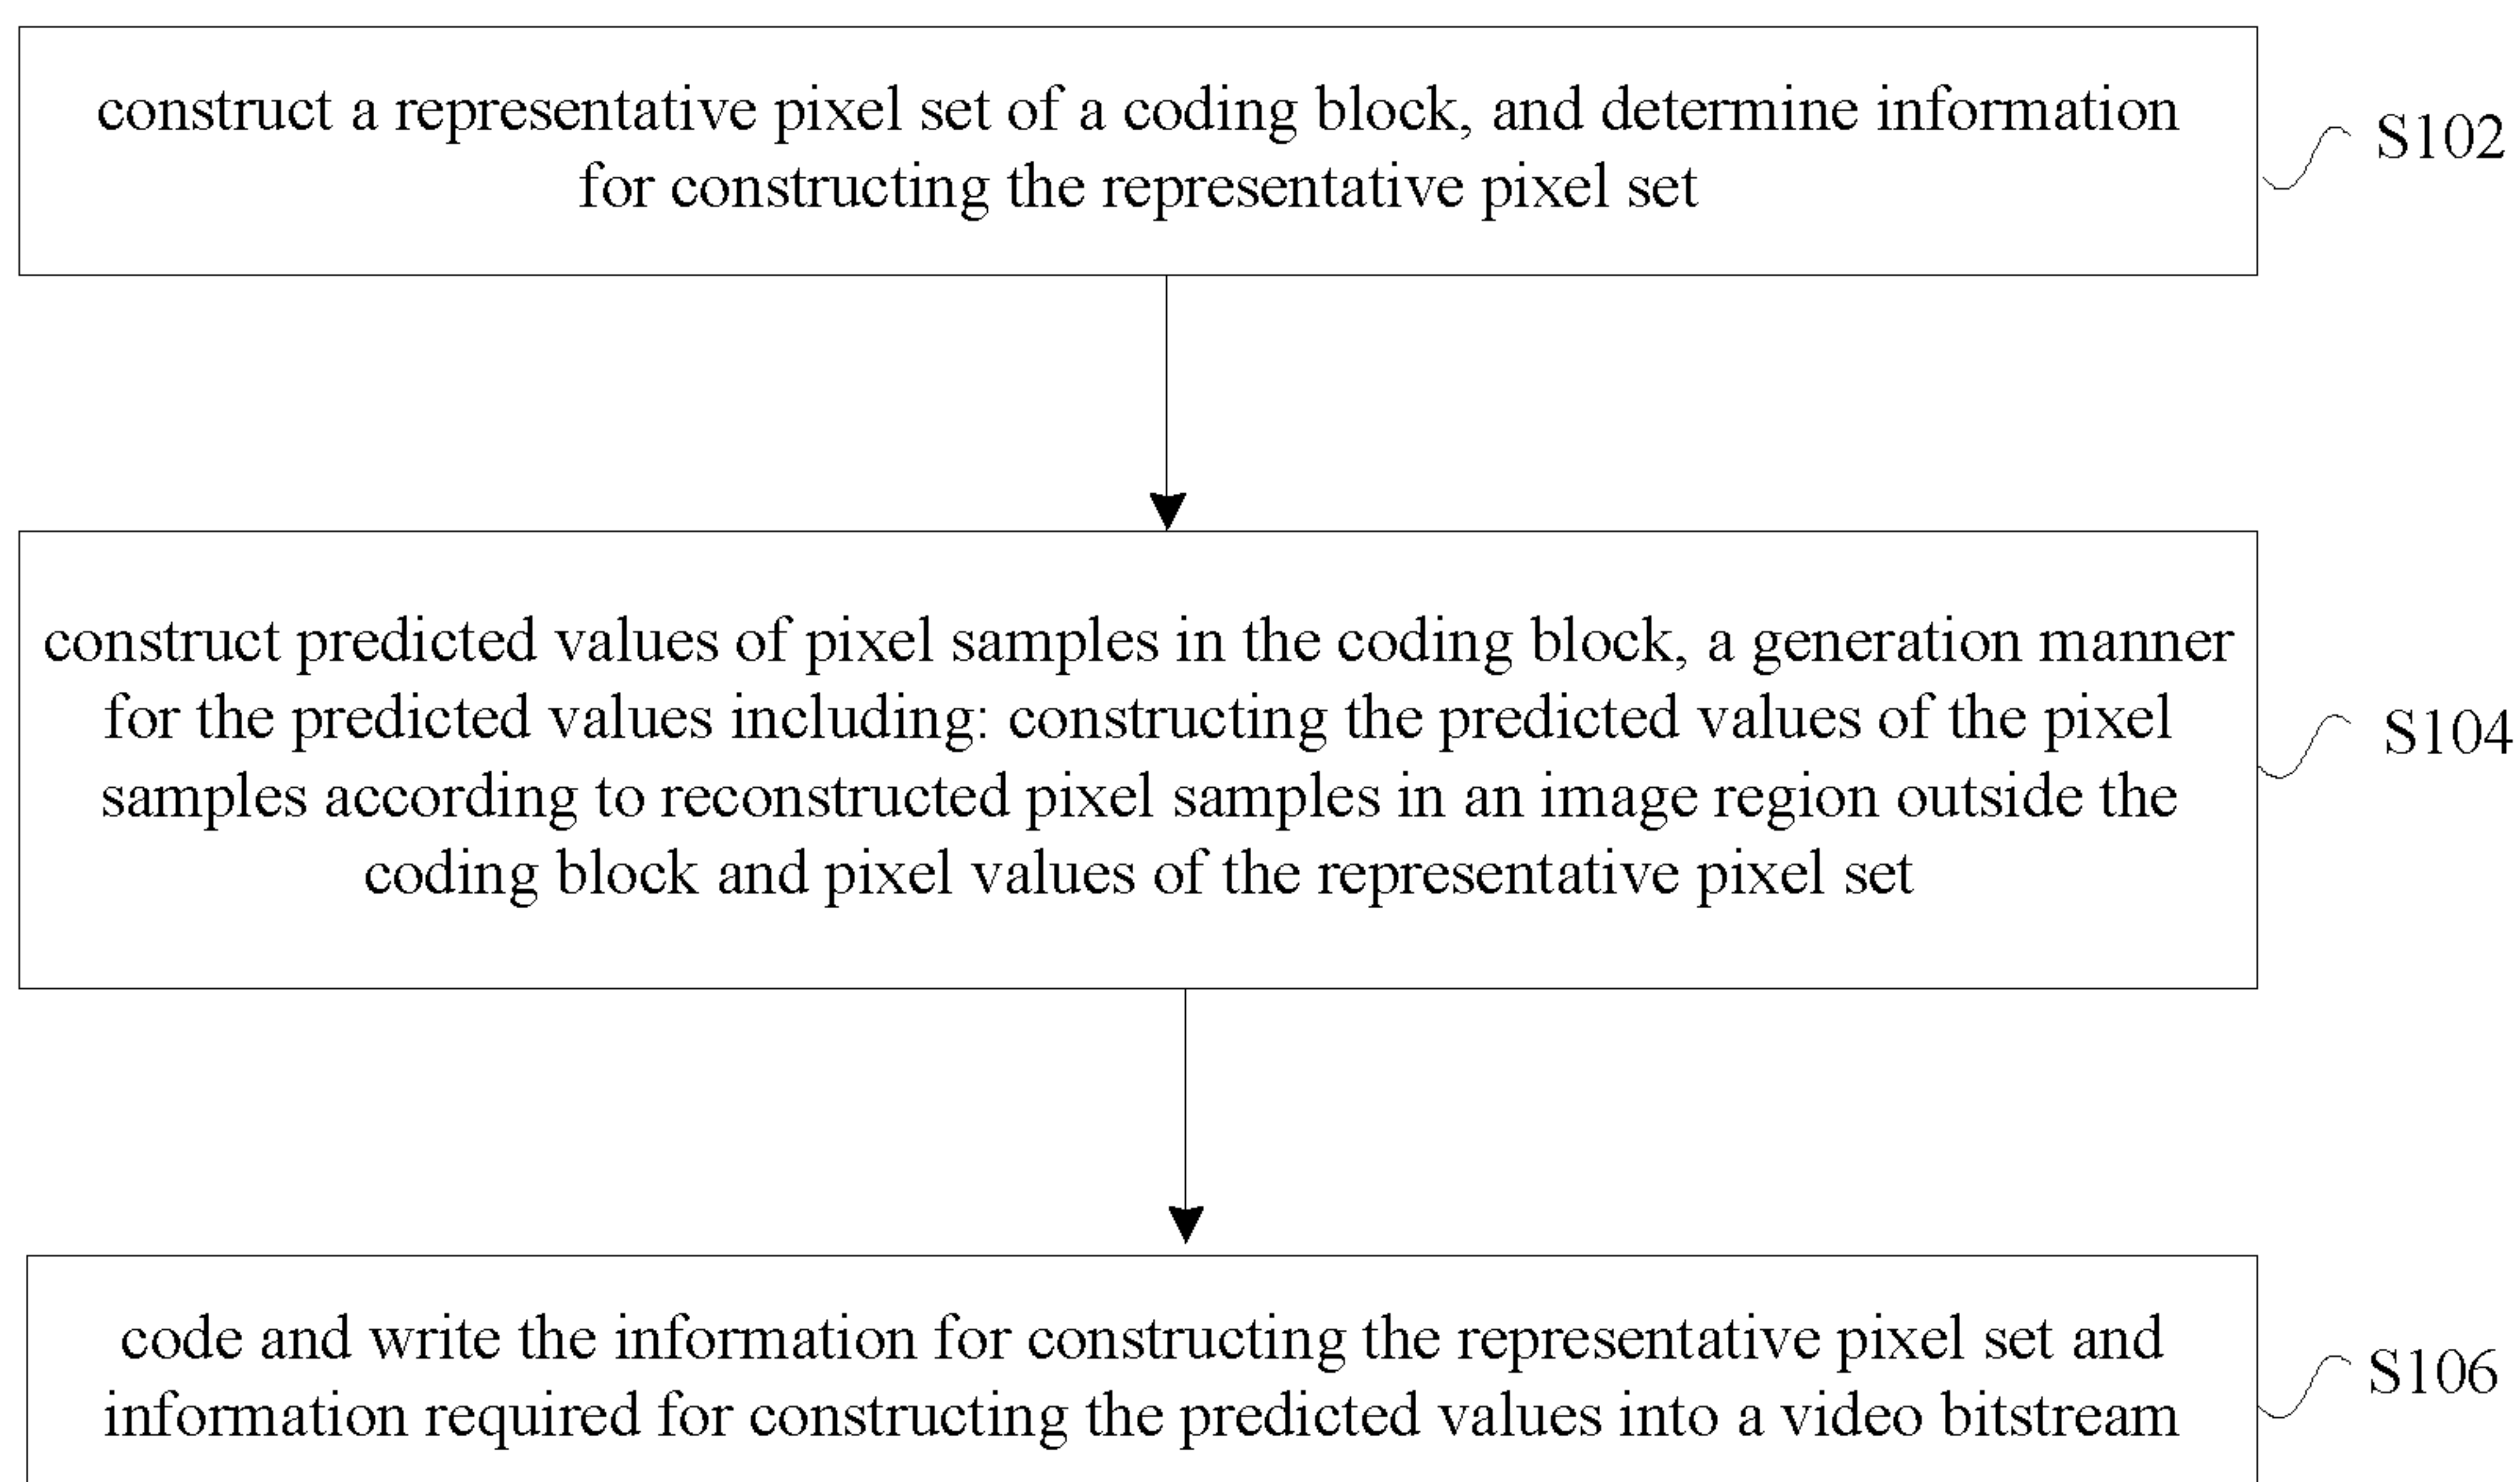 construct a representative pixel set of a coding block, and determine information
for constructing the representative pixel set
S102
construct predicted values of pixel samples in the coding block, a generation manner
for the predicted values including: constructing the predicted values of the pixel
samples according to reconstructed pixel samples in an image region outside the
coding block and pixel values of the representative pixel set
S104
code and write the information for constructing the representative pixel set and
information required for constructing the predicted values into a video bitstream
S106